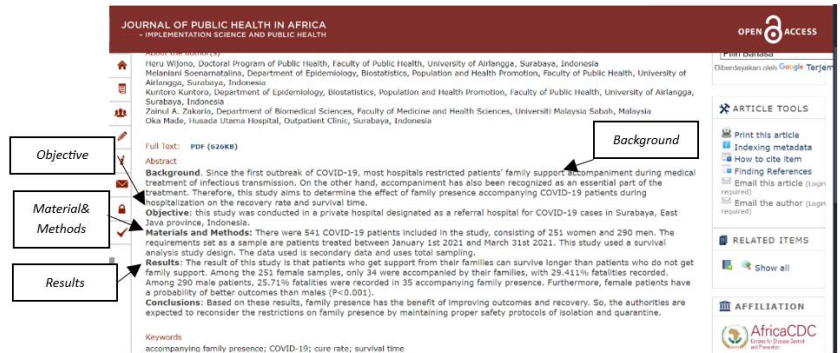 JOURNAL OF PUBLIC HEALTH IN AFRICA
- IMPLEMENTATION SCIENCE AND PUBLIC HEALTH
OPEN ACCESS
About the author(s)
Heru Wijono, Doctoral Program of Public Health, Faculty of Public Health, University of Airlangga, Surabaya, Indonesia
Melaniani Soenarnatalina, Department of Epidemiology, Biostatistics, Population and Health Promotion, Faculty of Public Health, University of
Airlangga, Surabaya, Indonesia
Kuntoro Kuntoro, Department of Epidemiology, Biostatistics, Population and Health Promotion, Faculty of Public Health, University of Airlangga,
Surabaya, Indonesia
Zainul A. Zakaria, Department of Biomedical Sciences, Faculty of Medicine and Health Sciences, Universiti Malaysia Sabah, Malaysia
Oka Made, Husada Utama Hospital, Outpatient Clinic, Surabaya, Indonesia
Full Text: PDF (626KB)
Abstract
Background. Since the first outbreak of COVID-19, most hospitals restricted patients' family support accompaniment during medical
treatment of infectious transmission. On the other hand, accompaniment has also been recognized as an essential part of the
treatment. Therefore, this study aims to determine the effect of family presence accompanying COVID-19 patients during
hospitalization on the recovery rate and survival time.
Objective: this study was conducted in a private hospital designated as a referral hospital for COVID-19 cases in Surabaya, East
Java province, Indonesia.
Materials and Methods: There were 541 COVID-19 patients included in the study, consisting of 251 women and 290 men. The
requirements set as a sample are patients treated between January 1st 2021 and March 31st 2021. This study used a survival
analysis study design. The data used is secondary data and uses total sampling.
Results: The result of this study is that patients who get support from their families can survive longer than patients who do not get
family support. Among the 251 female samples, only 34 were accompanied by their families, with 29.411% fatalities recorded.
Among 290 male patients, 25.71% fatalities were recorded in 35 accompanying family presence. Furthermore, female patients have
a probability of better outcomes than males (P<0.001).
Conclusions: Based on these results, family presence has the benefit of improving outcomes and recovery. So, the authorities are
expected to reconsider the restrictions on family presence by maintaining proper safety protocols of isolation and quarantine.
Keywords
accompanying family presence; COVID-19; cure rate; survival time
Background
Objective
Material&
Methods
Results
Pilih Bahasa
Diberdayakan oleh Google Terjem
ARTICLE TOOLS
Print this article
Indexing metadata
How to cite item
Finding References
Email this article (Login
required)
Email the author (Login
required)
RELATED ITEMS
Show all
AFFILIATION
AfricaCDC
Centres for Disease Control
and Prevention